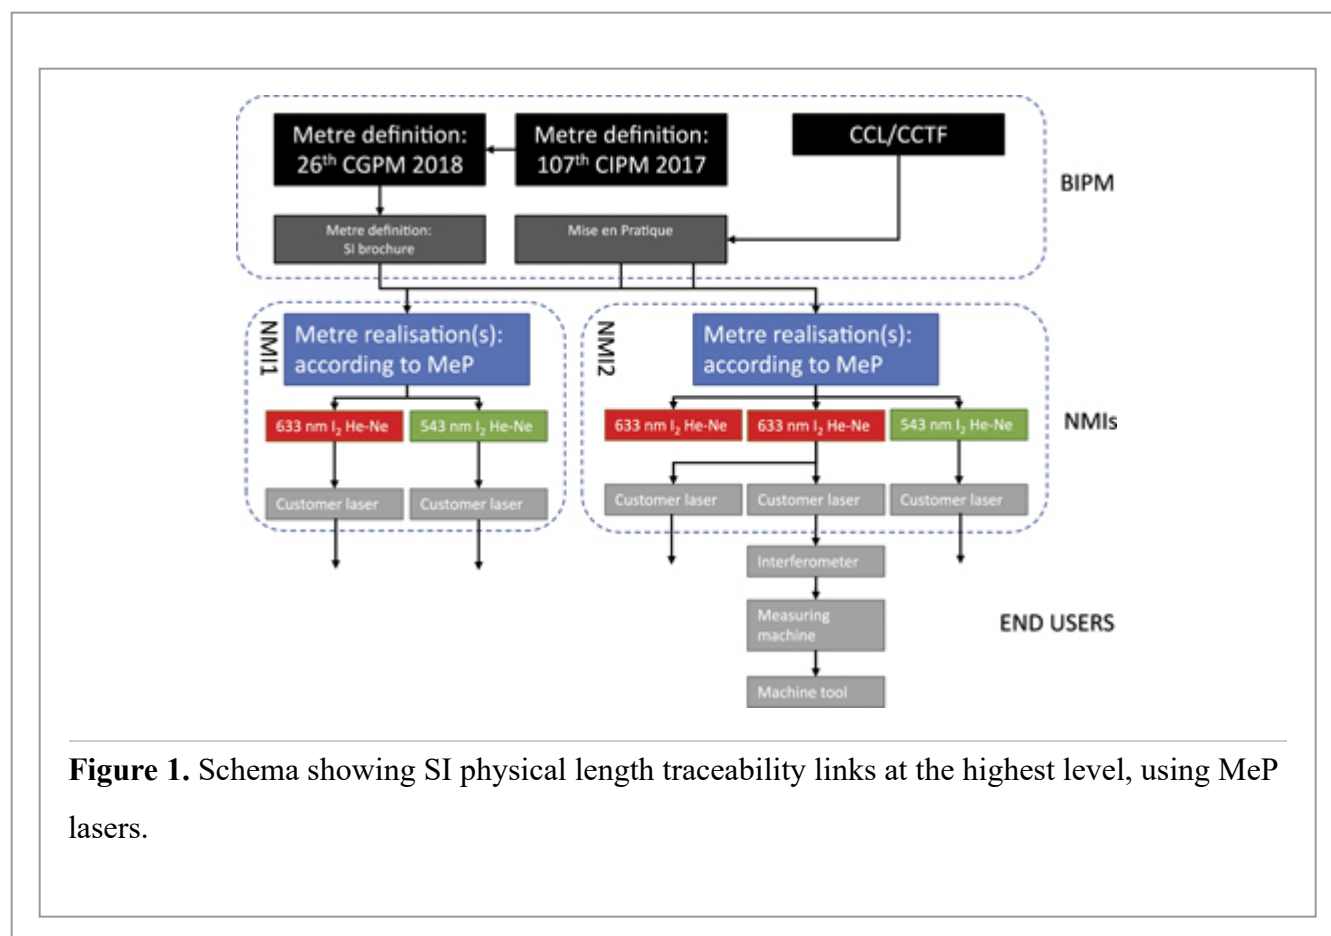 Metre definition:
26th CGPM 2018
Metre definition:
107th CIPM 2017
CCL/CCTF
BIPM
Metre definition:
SI brochure
Mise en Pratique
NMI1
Metre realisation(s):
according to MeP
NMI2
Metre realisation(s):
according to MeP
633 nm I2 He-Ne
543 nm I2 He-Ne
633 nm I2 He-Ne
633 nm I2 He-Ne
543 nm I2 He-Ne
NMIs
Customer laser
Customer laser
Customer laser
Customer laser
Customer laser
Interferometer
Measuring
machine
END USERS
Machine tool
Figure 1. Schema showing SI physical length traceability links at the highest level, using MeP
lasers.